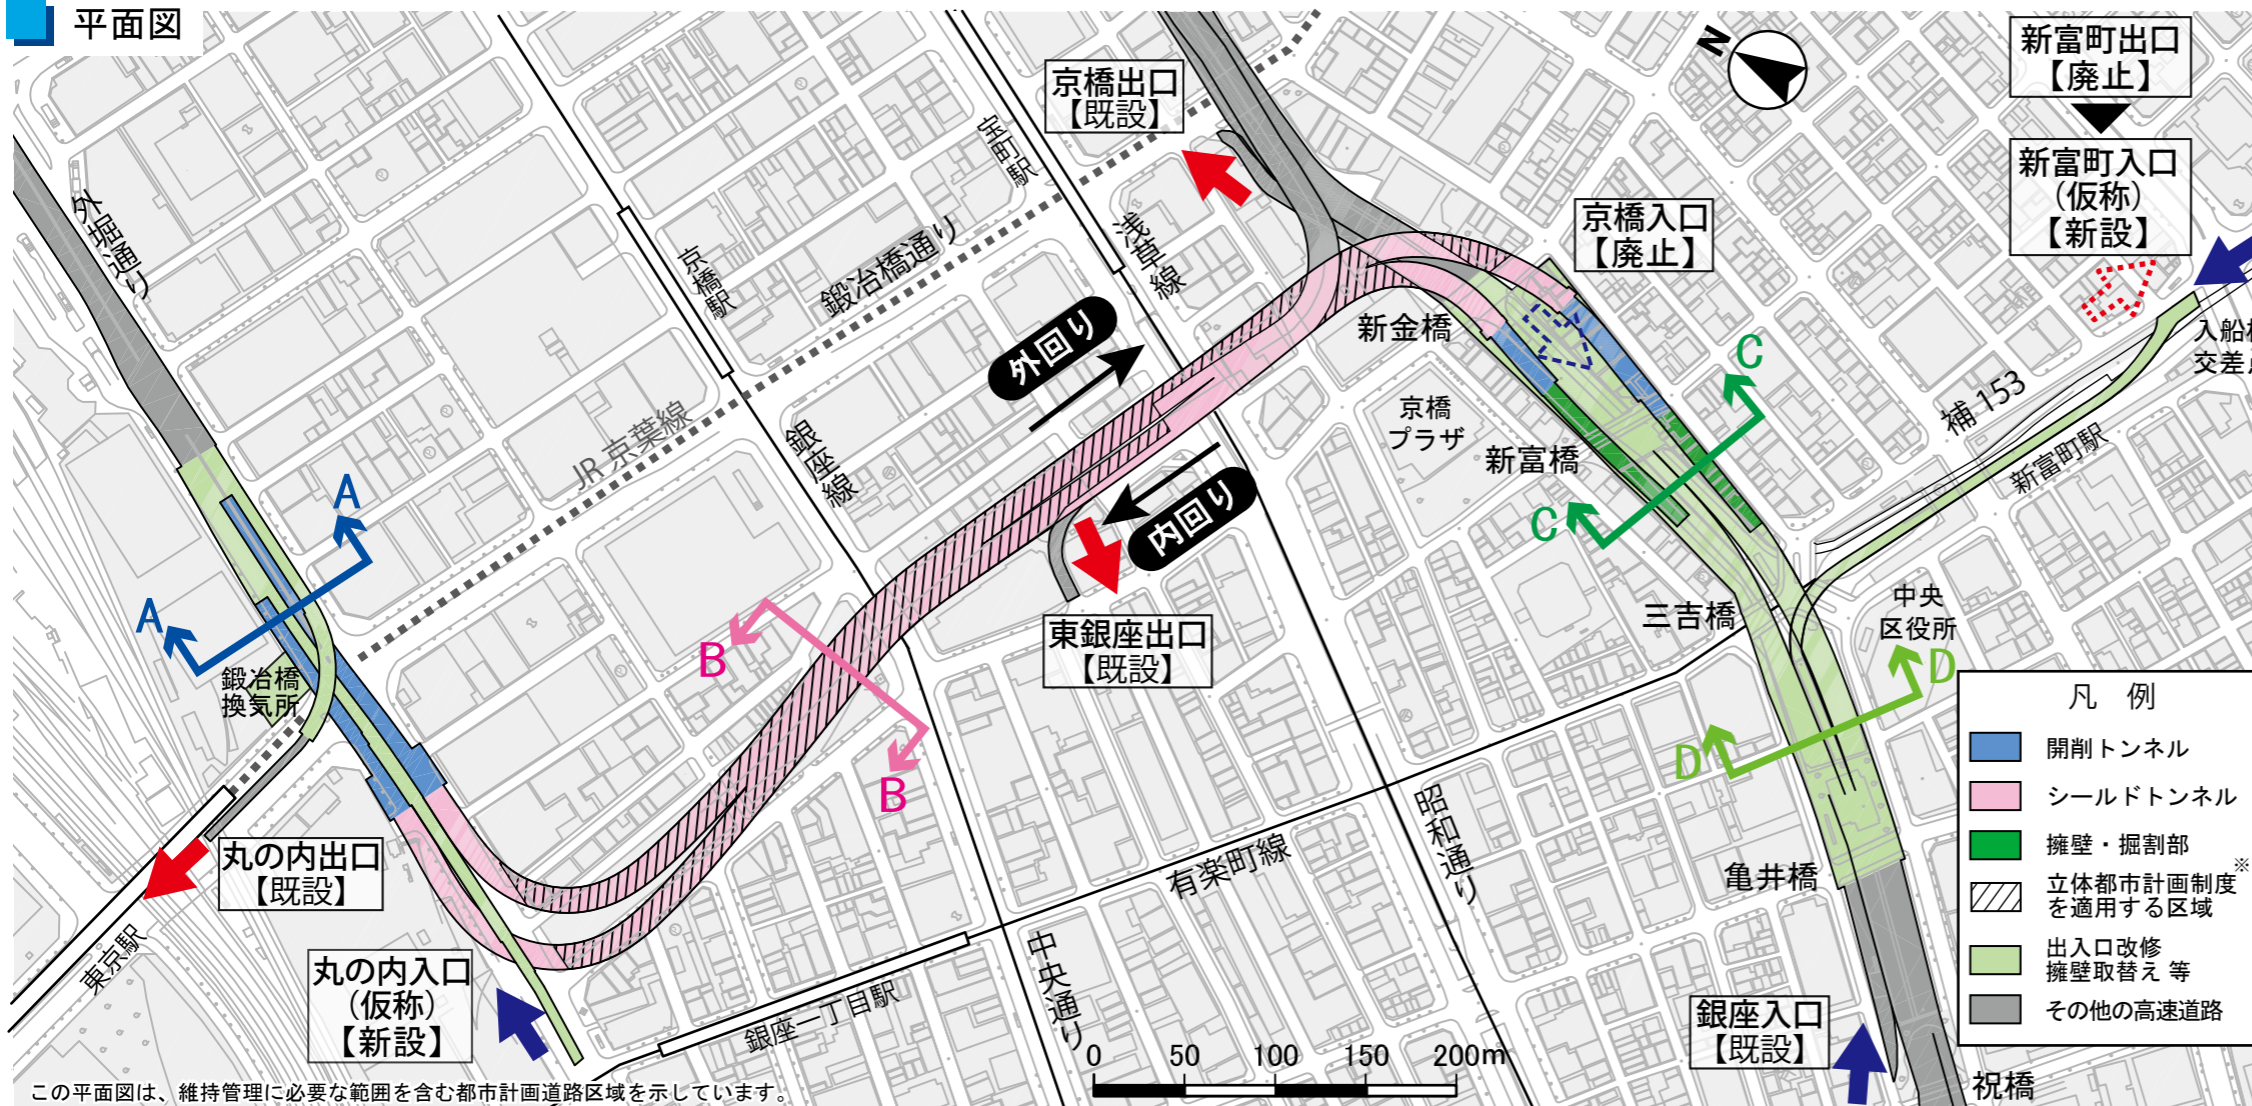 平面図
新富町出口
【廃止】
新富町入口
(仮称)
【新設】
京橋出口
【既設】
京橋入口
【廃止】
N
外堀通り
宝町駅
京橋駅
鍛冶橋通り
浅草線
外回り
内回り
JR 京葉線
銀座線
新金橋
京橋
プラザ
新富橋
補 153
新富町駅
入船橋
交差点
A
A
B
B
C
C
D
D
東銀座出口
【既設】
三吉橋
中央
区役所
鍛冶橋
換気所
丸の内出口
【既設】
東京駅
丸の内入口
(仮称)
【新設】
有楽町線
昭和通り
亀井橋
銀座一丁目駅
中央通り
銀座入口
【既設】
祝橋
0 50 100 150 200m
凡 例
開削トンネル
シールドトンネル
擁壁・掘割部
立体都市計画制度※
を適用する区域
出入口改修
擁壁取替え 等
その他の高速道路
この平面図は、維持管理に必要な範囲を含む都市計画道路区域を示しています。